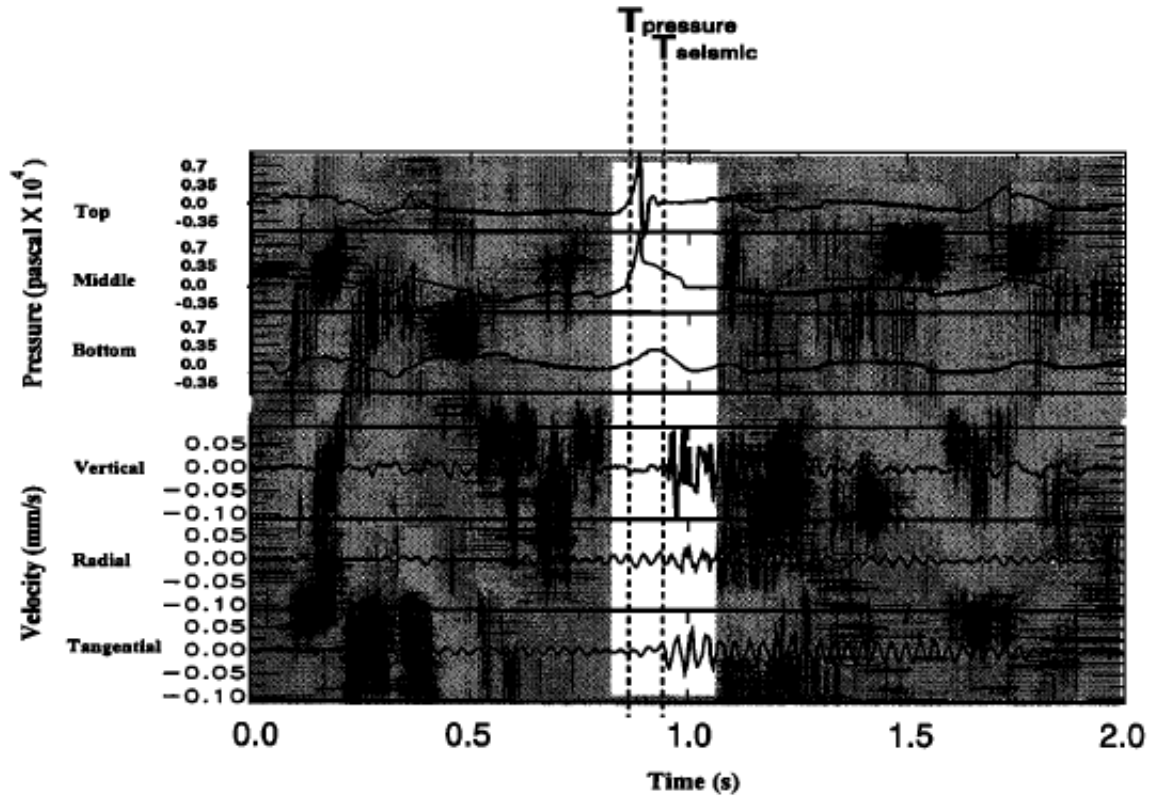 Tpressure
Tseismic
Pressure (pascal X 10^4)
Top
0.7
0.35
0.0
-0.35
Middle
0.7
0.35
0.0
-0.35
Bottom
0.7
0.35
0.0
-0.35
Velocity (mm/s)
Vertical
0.05
0.00
-0.05
-0.10
Radial
0.05
0.00
-0.05
-0.10
Tangential
0.05
0.00
-0.05
-0.10
0.0 0.5 1.0 1.5 2.0
Time (s)